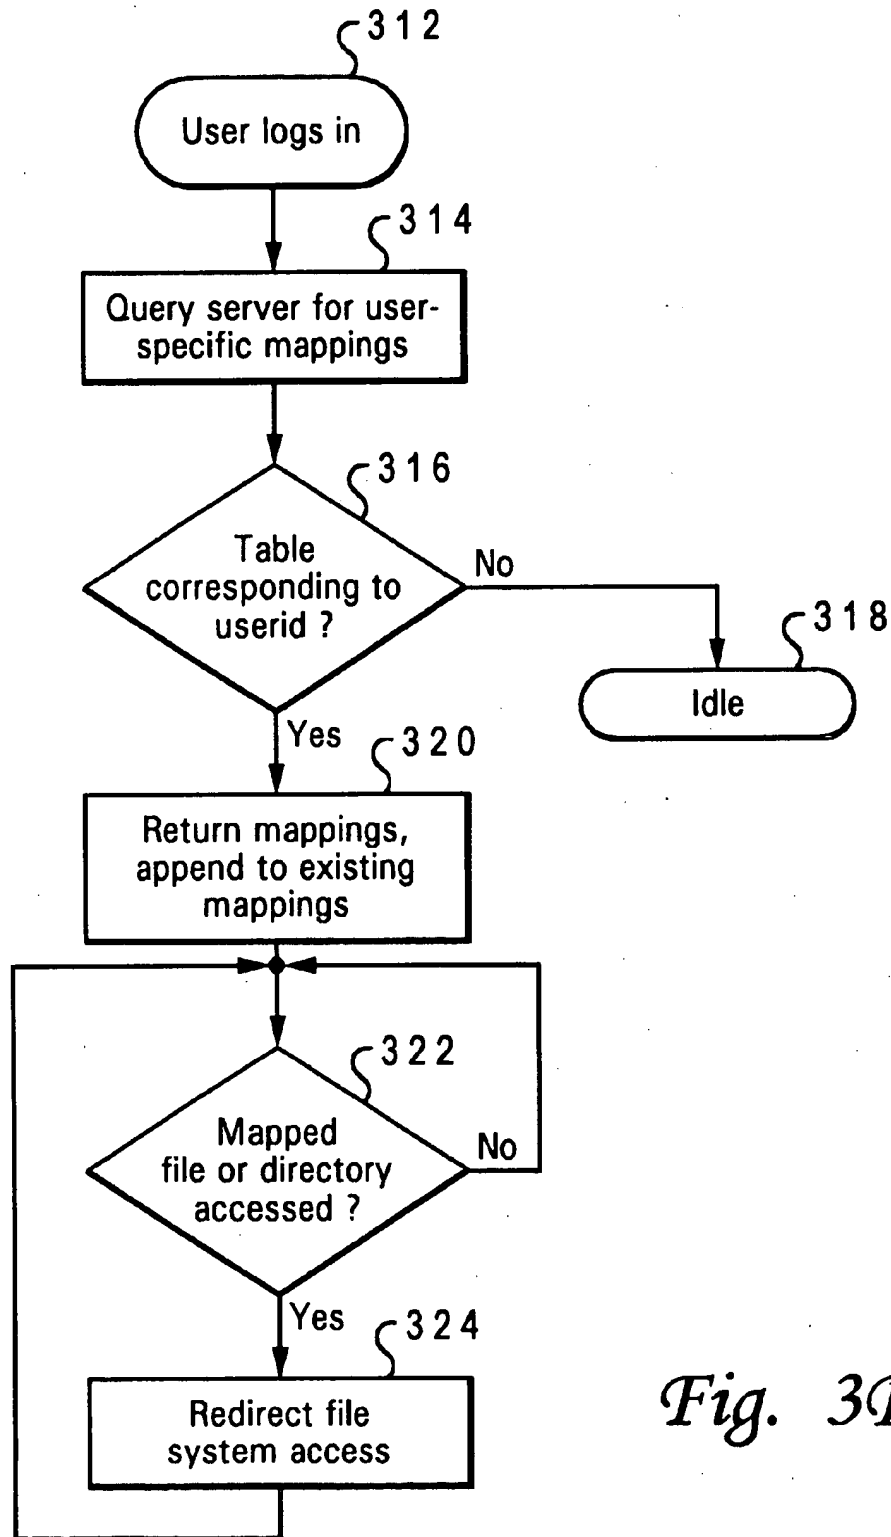 312
User logs in
314
Query server for user-
specific mappings
316
Table
corresponding to
userid ?
No
318
Idle
Yes
320
Return mappings,
append to existing
mappings
322
Mapped
file or directory
accessed ?
No
Yes
324
Redirect file
system access
Fig.